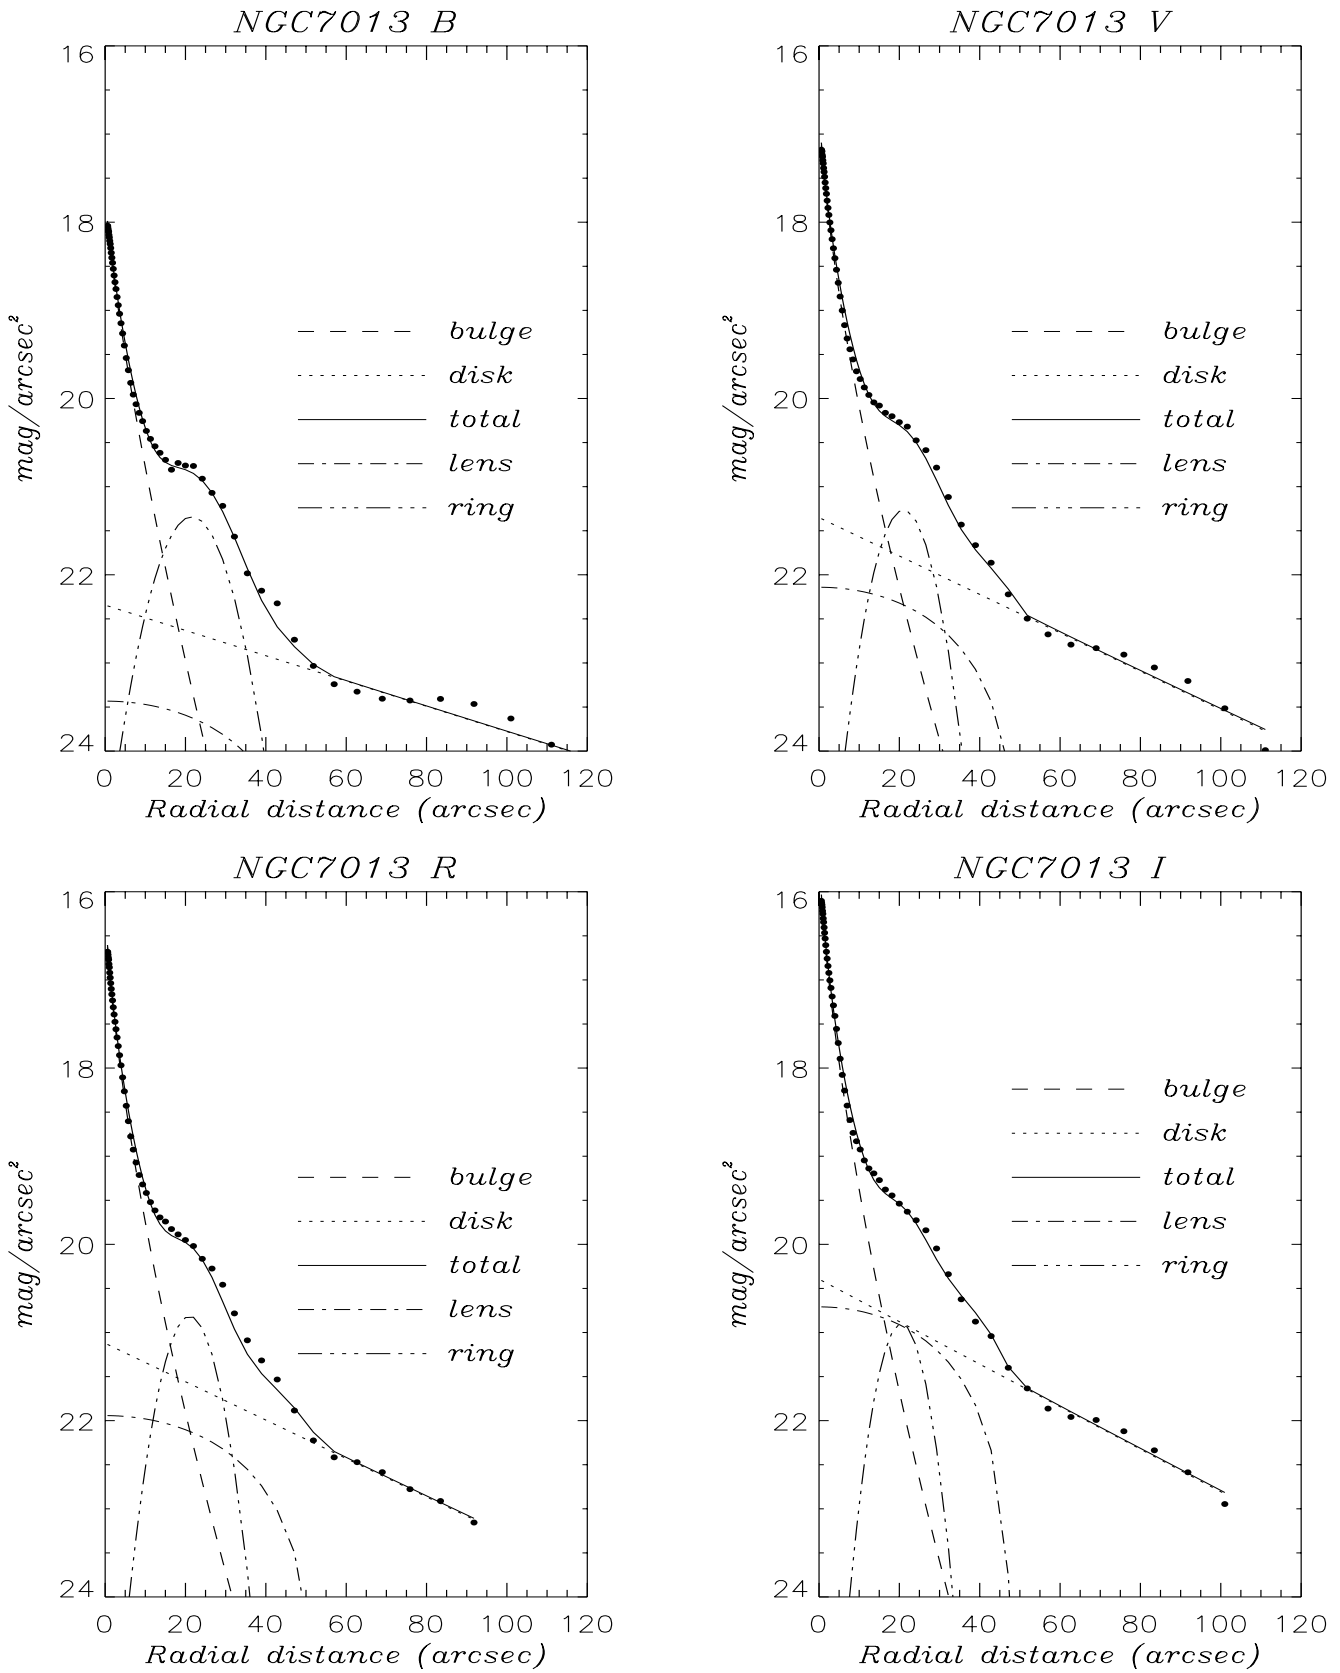 NGC7013 B
16
18
20
22
24
mag/arcsec²
bulge
disk
total
lens
ring
0 20 40 60 80 100 120
Radial distance (arcsec)
NGC7013 V
16
18
20
22
24
mag/arcsec²
bulge
disk
total
lens
ring
0 20 40 60 80 100 120
Radial distance (arcsec)
NGC7013 R
16
18
20
22
24
mag/arcsec²
bulge
disk
total
lens
ring
0 20 40 60 80 100 120
Radial distance (arcsec)
NGC7013 I
16
18
20
22
24
mag/arcsec²
bulge
disk
total
lens
ring
0 20 40 60 80 100 120
Radial distance (arcsec)